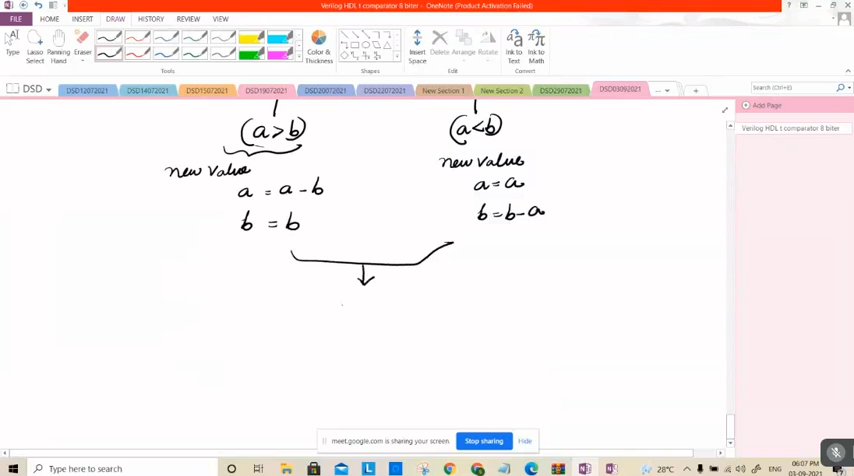 Verilog HDL t comparator 8 biter - OneNote (Product Activation Failed)
FILE HOME INSERT DRAW HISTORY REVIEW VIEW
Type Lasso Select Panning Hand Eraser Color & Thickness Insert Space Delete Arrange Rotate Ink to Text Ink to Math
Tools Shapes Edit Convert
DSD DSD12072021 DSD14072021 DSD15072021 DSD19072021 DSD20072021 DSD22072021 New Section 1 New Section 2 DSD29072021 DSD03092021 ... + Search (Ctrl+E)
Add Page
Verilog HDL t comparator 8 biter
(a>b) (a<b)
new value new value
a = a - b a = a
b = b b = b - a
meet.google.com is sharing your screen. Stop sharing Hide
Type here to search 28°C ENG 06:07 PM
03-09-2021